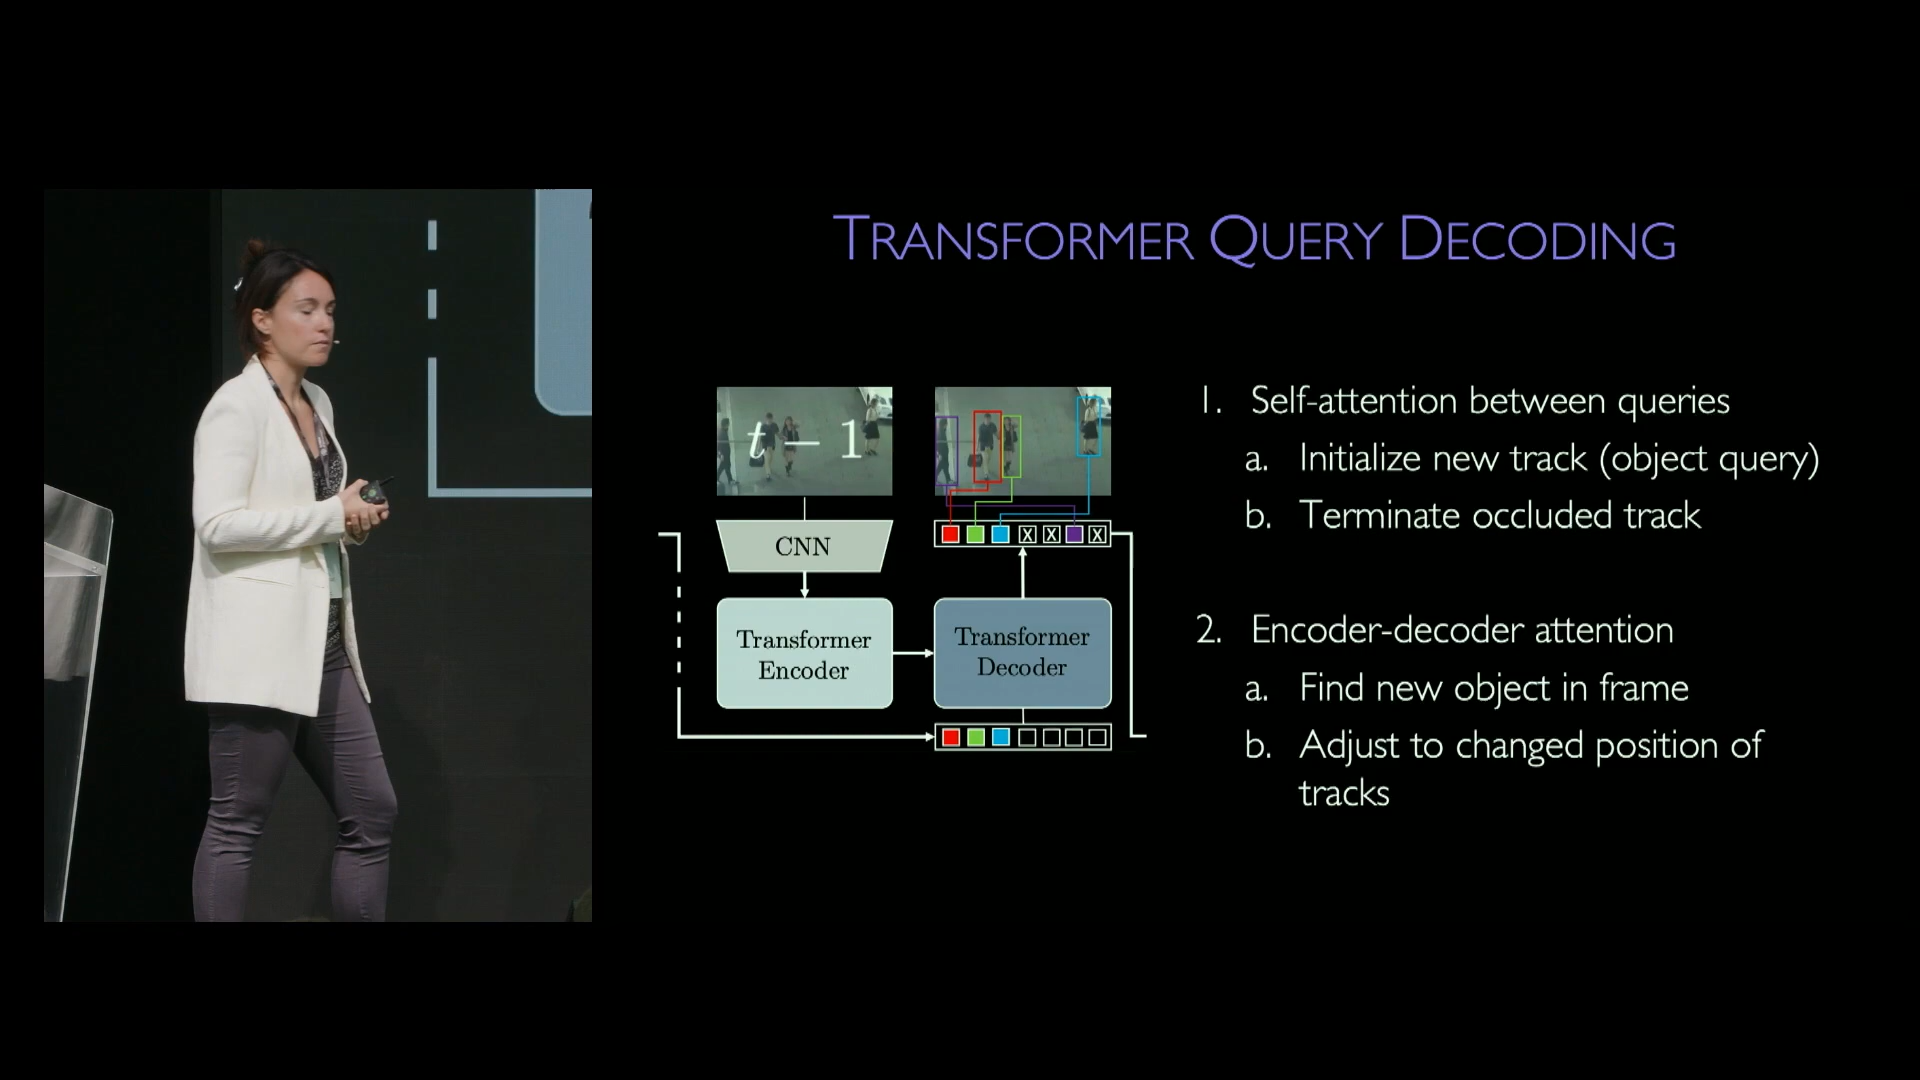 TRANSFORMER QUERY DECODING
t − 1
CNN
Transformer
Encoder
Transformer
Decoder
X X X
1. Self-attention between queries
a. Initialize new track (object query)
b. Terminate occluded track
2. Encoder-decoder attention
a. Find new object in frame
b. Adjust to changed position of
tracks